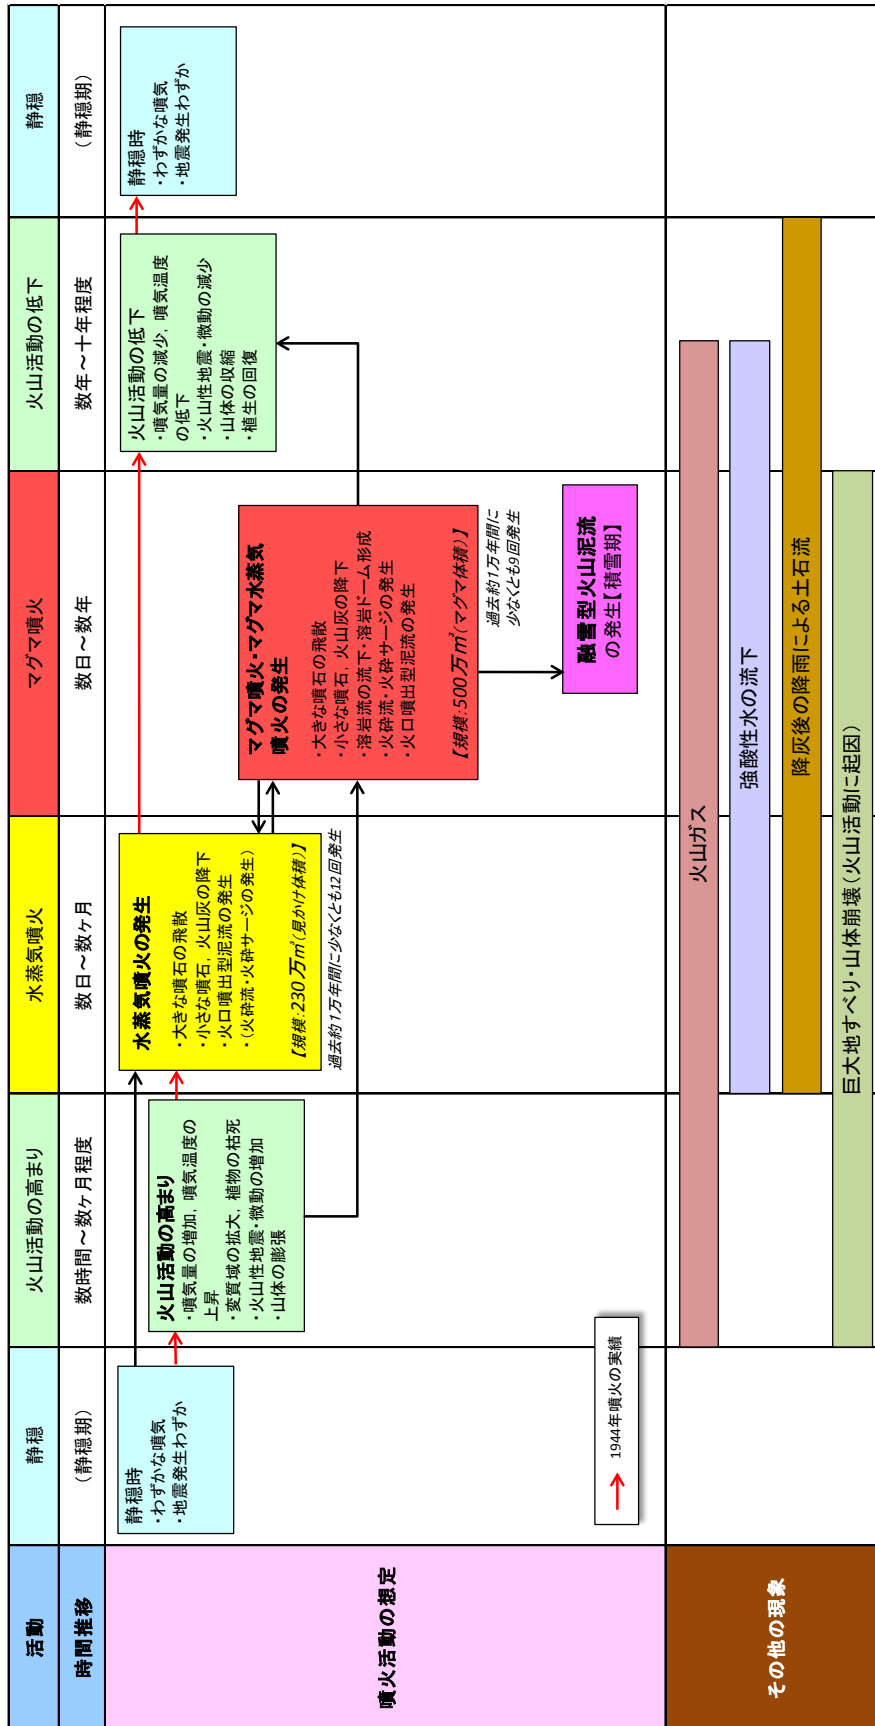 活動
静穏
火山活動の高まり
水蒸気噴火
マグマ噴火
火山活動の低下
静穏
時間推移
(静穏期)
数時間～数ヶ月程度
数日～数ヶ月
数日～数年
数年～十年程度
(静穏期)
噴火活動の想定
静穏時
・わずかな噴気
・地震発生わずか
火山活動の高まり
・噴気量の増加，噴気温度の
上昇
・変質域の拡大，植物の枯死
・火山性地震・微動の増加
・山体の膨張
水蒸気噴火の発生
・大きな噴石の飛散
・小さな噴石，火山灰の降下
・火口噴出型泥流の発生
・(火砕流・火砕サージの発生)
【規模：230万㎥(見かけ体積)】
過去約1万年間に少なくとも12回発生
マグマ噴火・マグマ水蒸気
噴火の発生
・大きな噴石の飛散
・小さな噴石，火山灰の降下
・溶岩流の流下・溶岩ドーム形成
・火砕流・火砕サージの発生
・火口噴出型泥流の発生
【規模：500万㎥(マグマ体積)】
過去約1万年間に
少なくとも9回発生
融雪型火山泥流
の発生【積雪期】
火山活動の低下
・噴気量の減少，噴気温度
の低下
・火山性地震・微動の減少
・山体の収縮
・植生の回復
静穏時
・わずかな噴気
・地震発生わずか
1944年噴火の実績
その他の現象
火山ガス
強酸性水の流下
降灰後の降雨による土石流
巨大地すべり・山体崩壊(火山活動に起因)